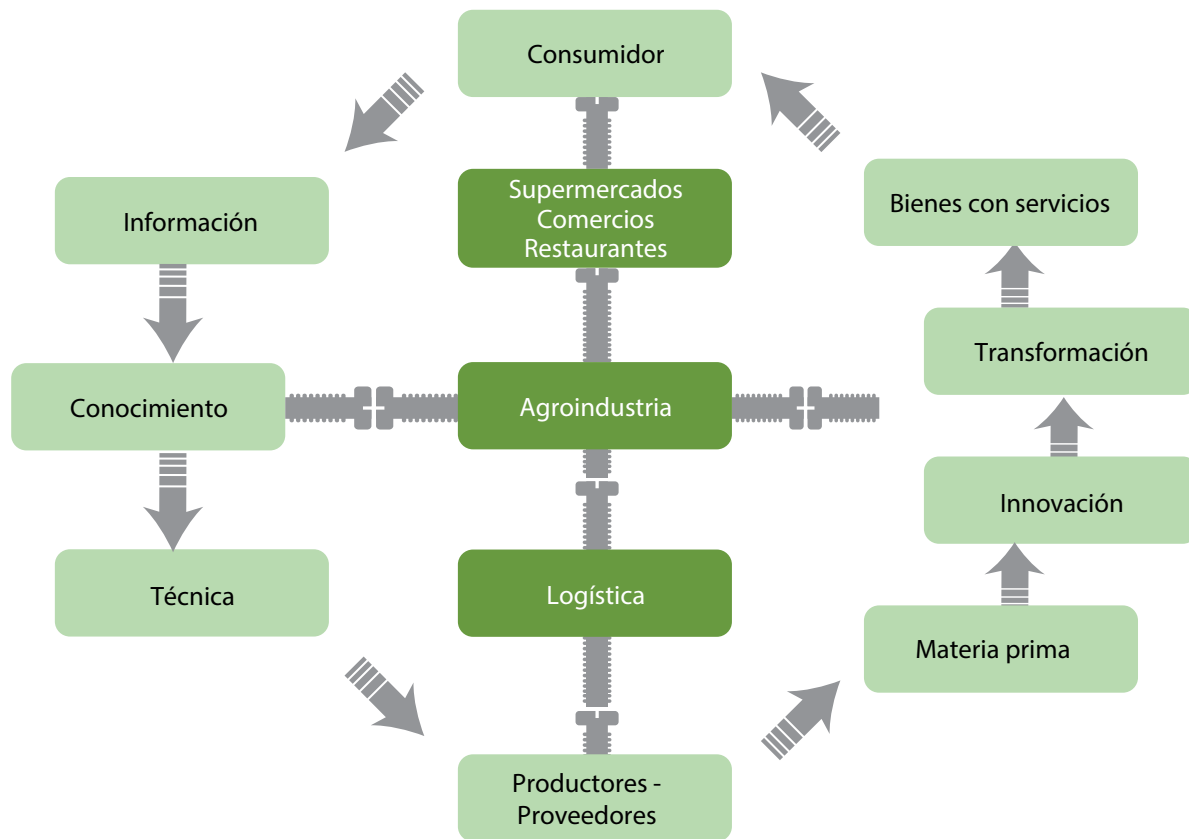 Consumidor
Supermercados
Comercios
Restaurantes
Bienes con servicios
Información
Transformación
Conocimiento
Agroindustria
Innovación
Técnica
Logística
Materia prima
Productores -
Proveedores